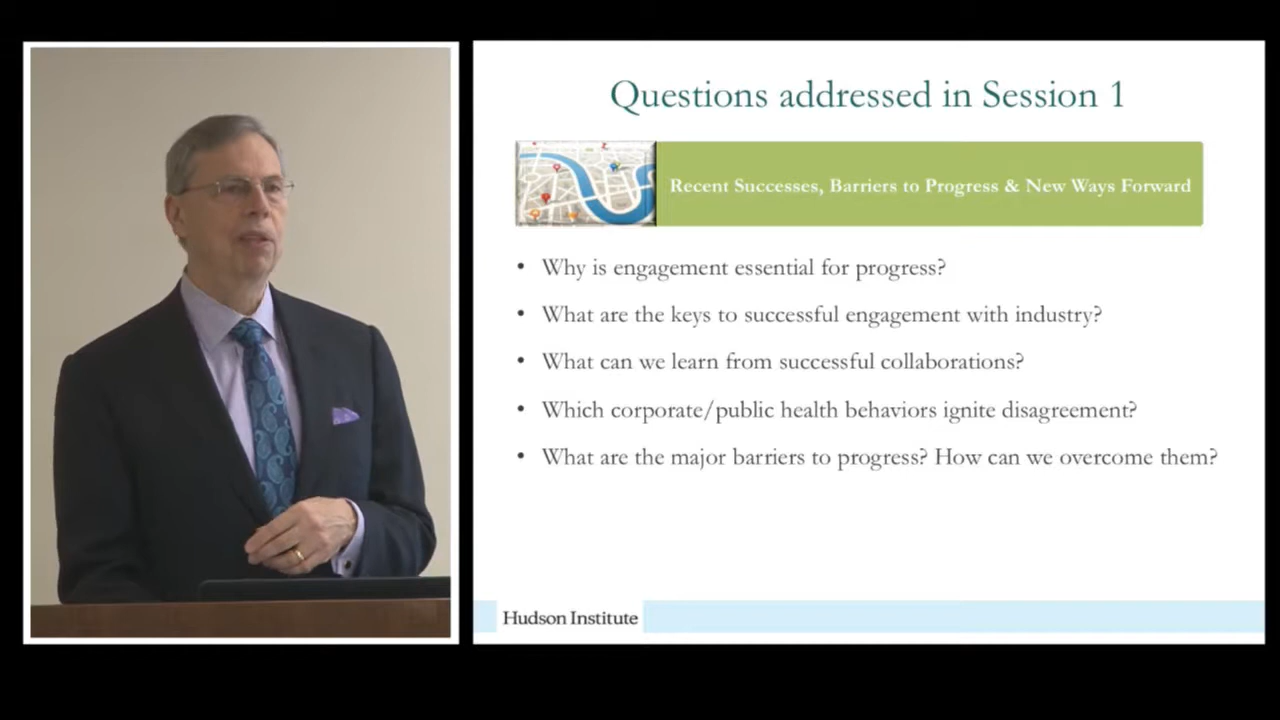 Questions addressed in Session 1
Recent Successes, Barriers to Progress & New Ways Forward
• Why is engagement essential for progress?
• What are the keys to successful engagement with industry?
• What can we learn from successful collaborations?
• Which corporate/public health behaviors ignite disagreement?
• What are the major barriers to progress? How can we overcome them?
Hudson Institute